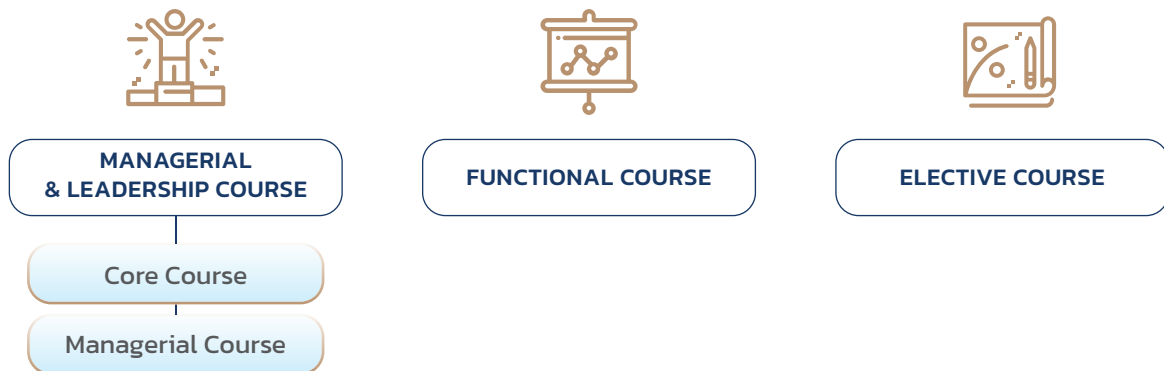 MANAGERIAL
& LEADERSHIP COURSE
Core Course
Managerial Course
FUNCTIONAL COURSE
ELECTIVE COURSE